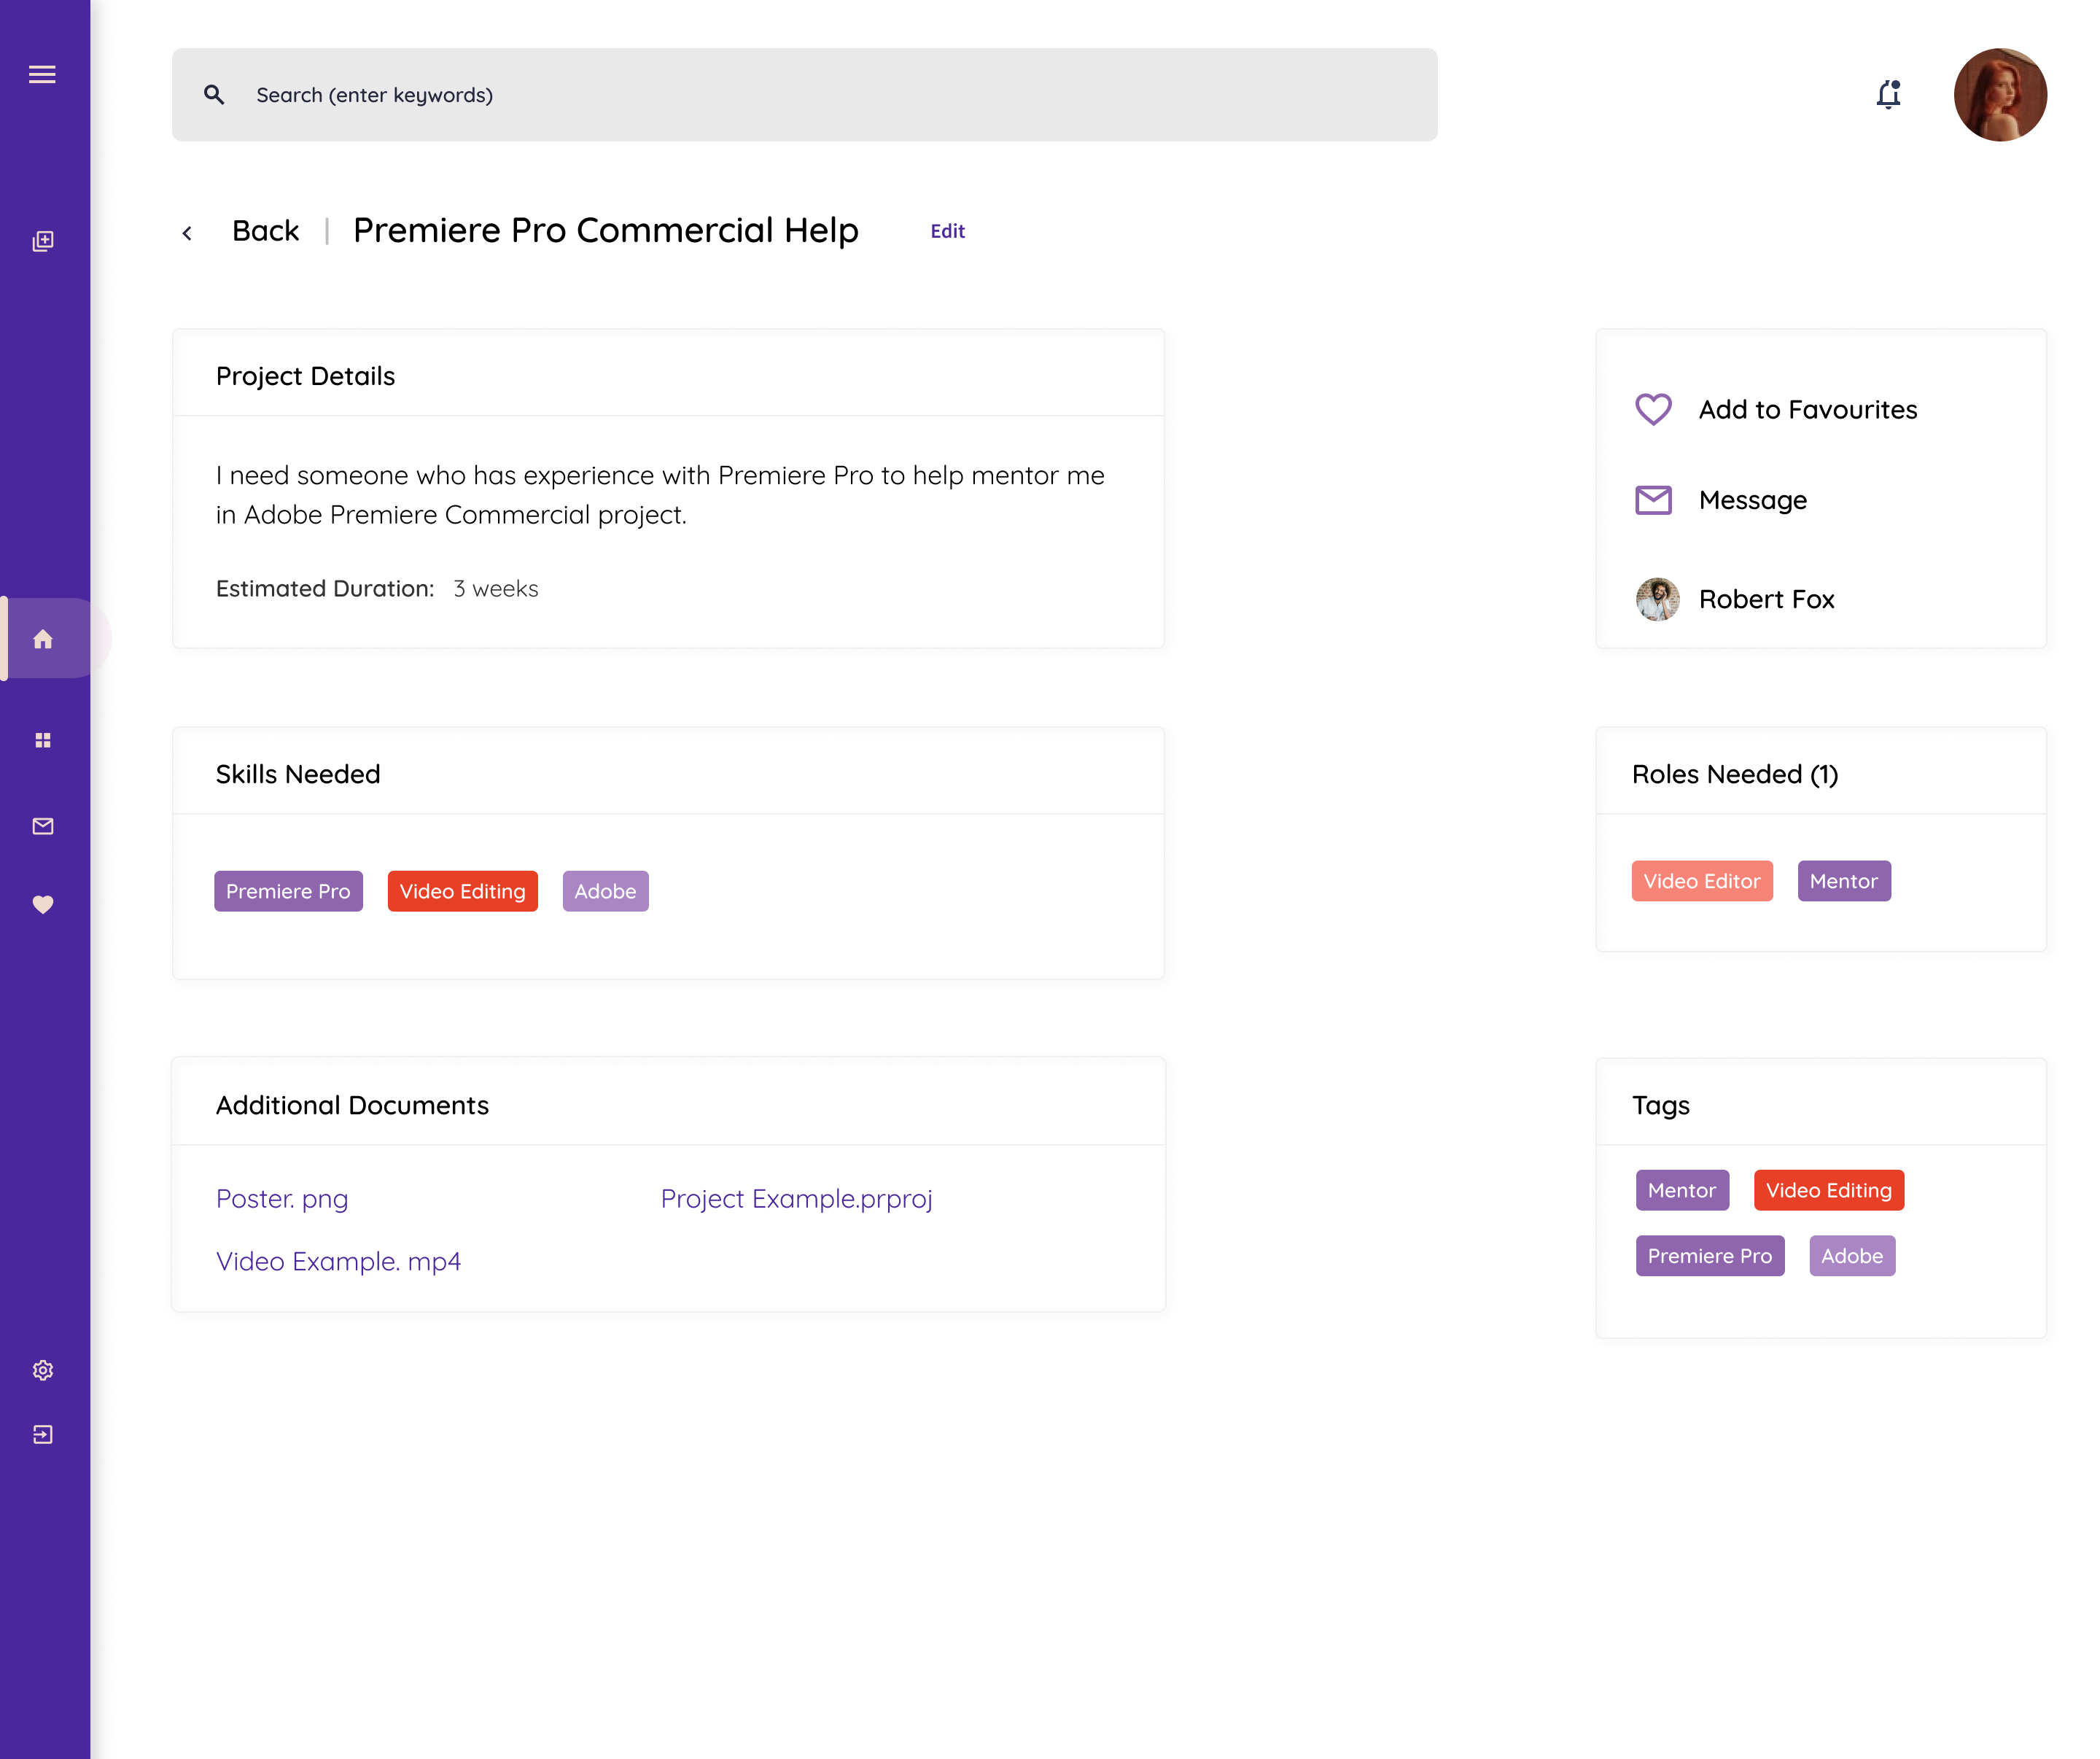 Search (enter keywords)
Back | Premiere Pro Commercial Help Edit
Project Details
I need someone who has experience with Premiere Pro to help mentor me
in Adobe Premiere Commercial project.
Estimated Duration: 3 weeks
Add to Favourites
Message
Robert Fox
Skills Needed
Premiere Pro Video Editing Adobe
Roles Needed (1)
Video Editor Mentor
Additional Documents
Poster. png Project Example.prproj
Video Example. mp4
Tags
Mentor Video Editing
Premiere Pro Adobe